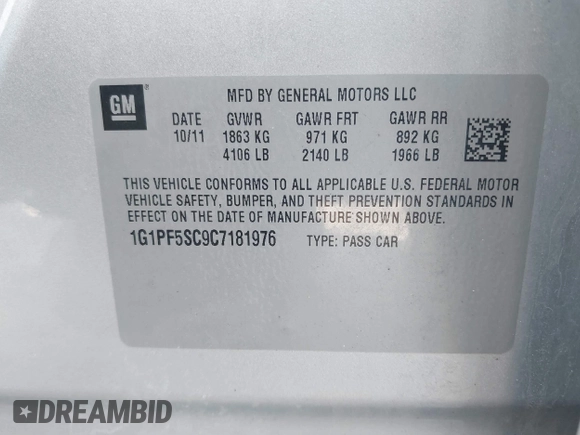 GM
MFD BY GENERAL MOTORS LLC
DATE GVWR GAWR FRT GAWR RR
10/11 1863 KG 971 KG 892 KG
4106 LB 2140 LB 1966 LB
THIS VEHICLE CONFORMS TO ALL APPLICABLE U.S. FEDERAL MOTOR
VEHICLE SAFETY, BUMPER, AND THEFT PREVENTION STANDARDS IN
EFFECT ON THE DATE OF MANUFACTURE SHOWN ABOVE.
1G1PF5SC9C7181976 TYPE: PASS CAR
DREAMBID